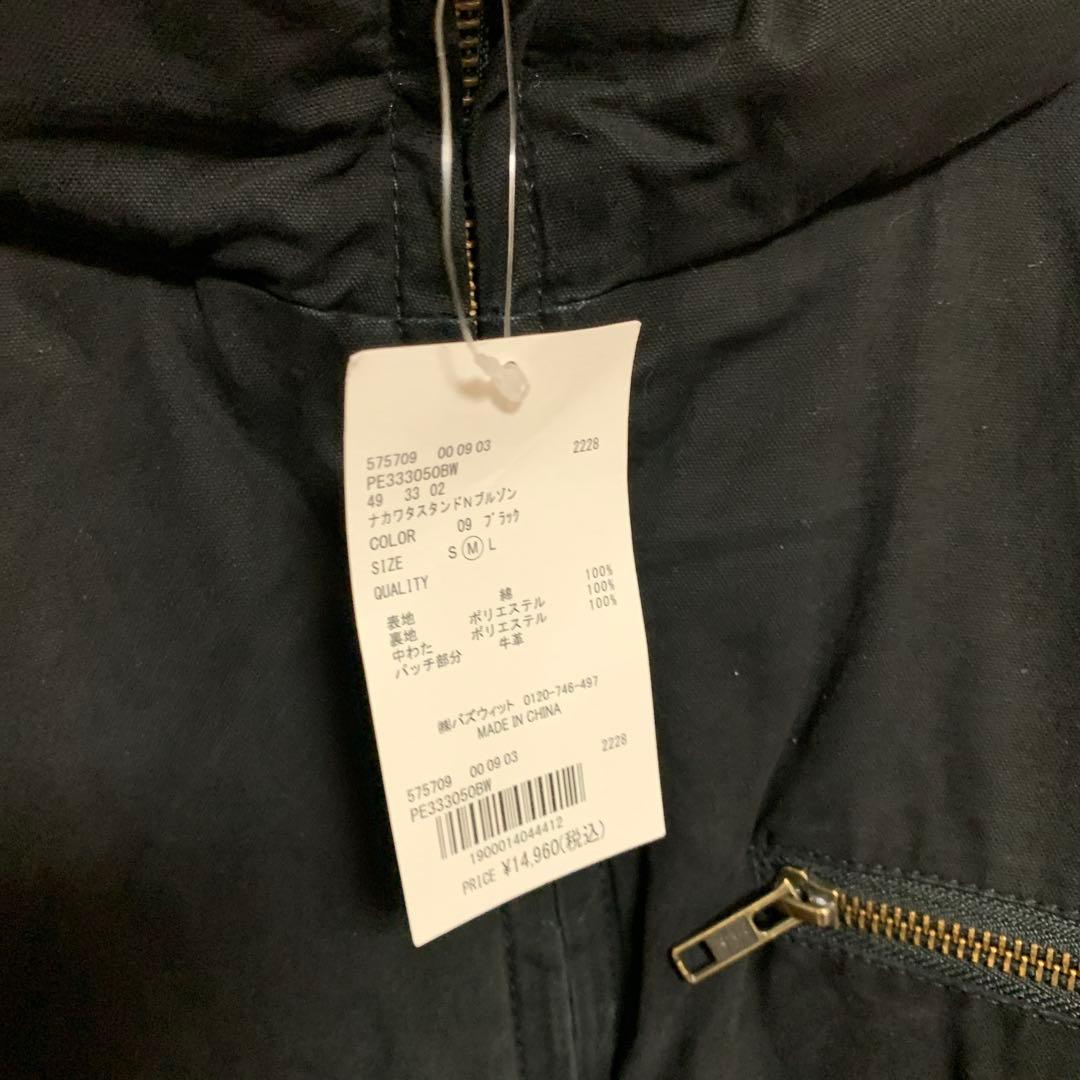 575709 00 09 03 2228
PE333050BW
49 33 02
ナカワタスタンドNブルゾン
COLOR 09 ブラック
SIZE S M L
QUALITY
表地 綿 100%
裏地 ポリエステル 100%
中わた ポリエステル 100%
パッチ部分 牛革
㈱バズウィット 0120-746-497
MADE IN CHINA
575709 00 09 03 2228
PE333050BW
1900014044412
PRICE ¥14,960(税込)